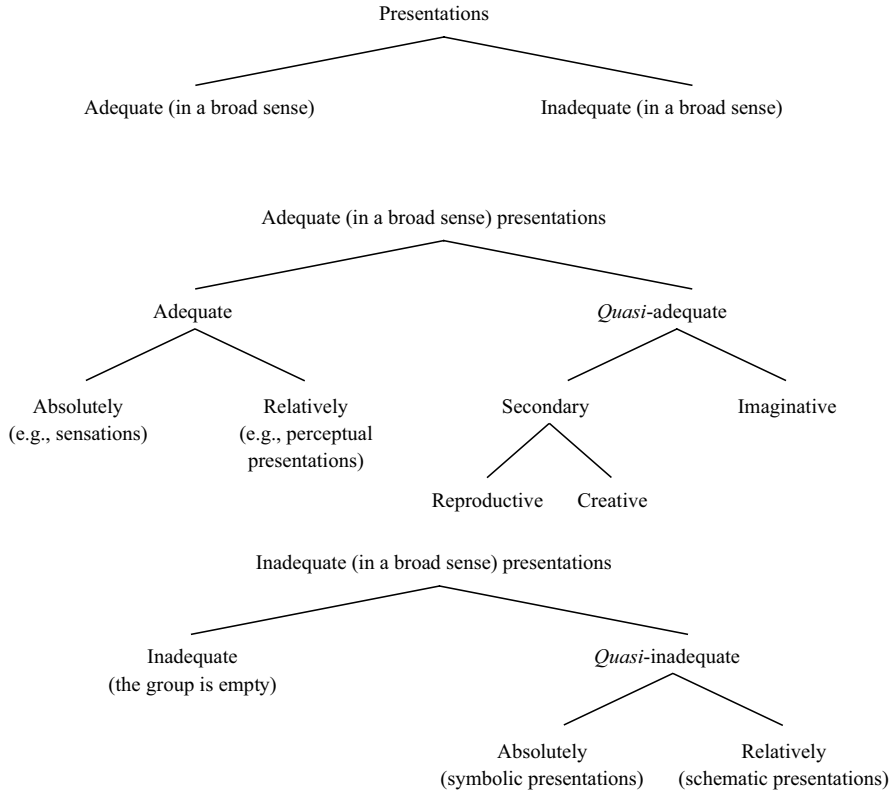 Presentations
Adequate (in a broad sense)
Inadequate (in a broad sense)
Adequate (in a broad sense) presentations
Adequate
Quasi-adequate
Absolutely
(e.g., sensations)
Relatively
(e.g., perceptual
presentations)
Secondary
Imaginative
Reproductive
Creative
Inadequate (in a broad sense) presentations
Inadequate
(the group is empty)
Quasi-inadequate
Absolutely
(symbolic presentations)
Relatively
(schematic presentations)